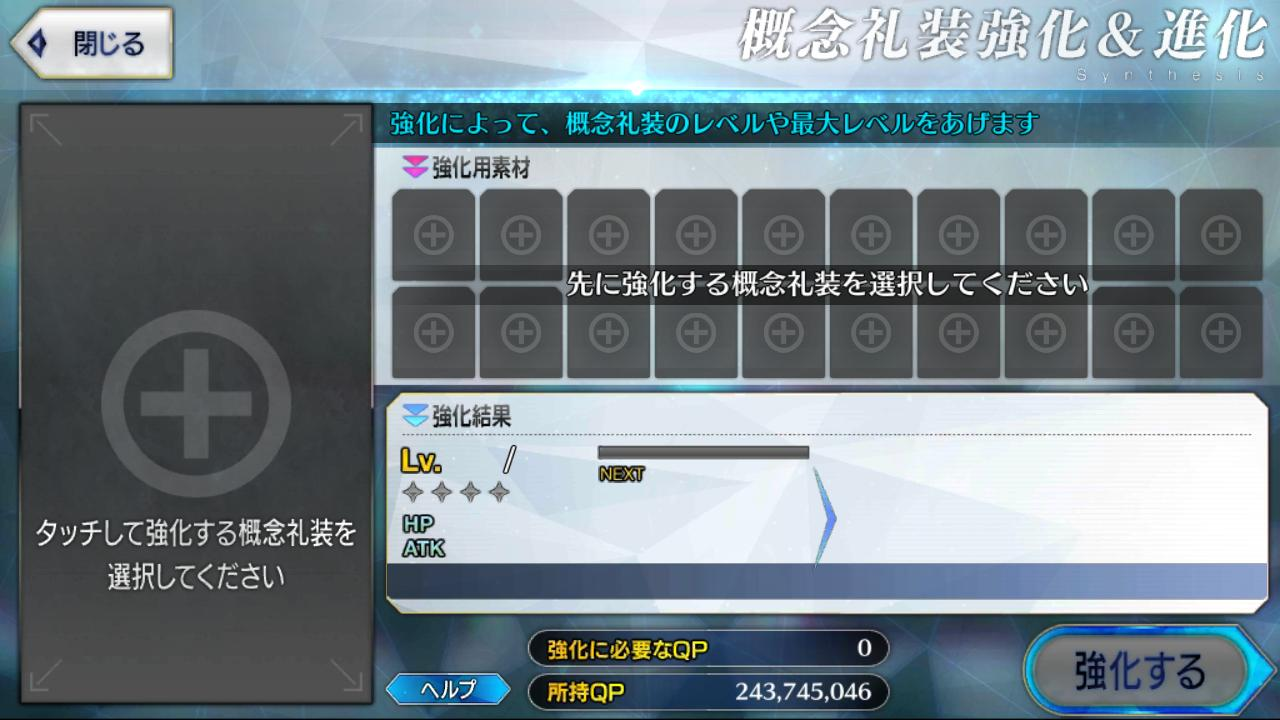 閉じる
概念礼装強化&進化
Synthesis
強化によって、概念礼装のレベルや最大レベルをあげます
強化用素材
先に強化する概念礼装を選択してください
タッチして強化する概念礼装を
選択してください
強化結果
Lv. /
NEXT
HP
ATK
強化に必要なQP 0
ヘルプ
所持QP 243,745,046
強化する